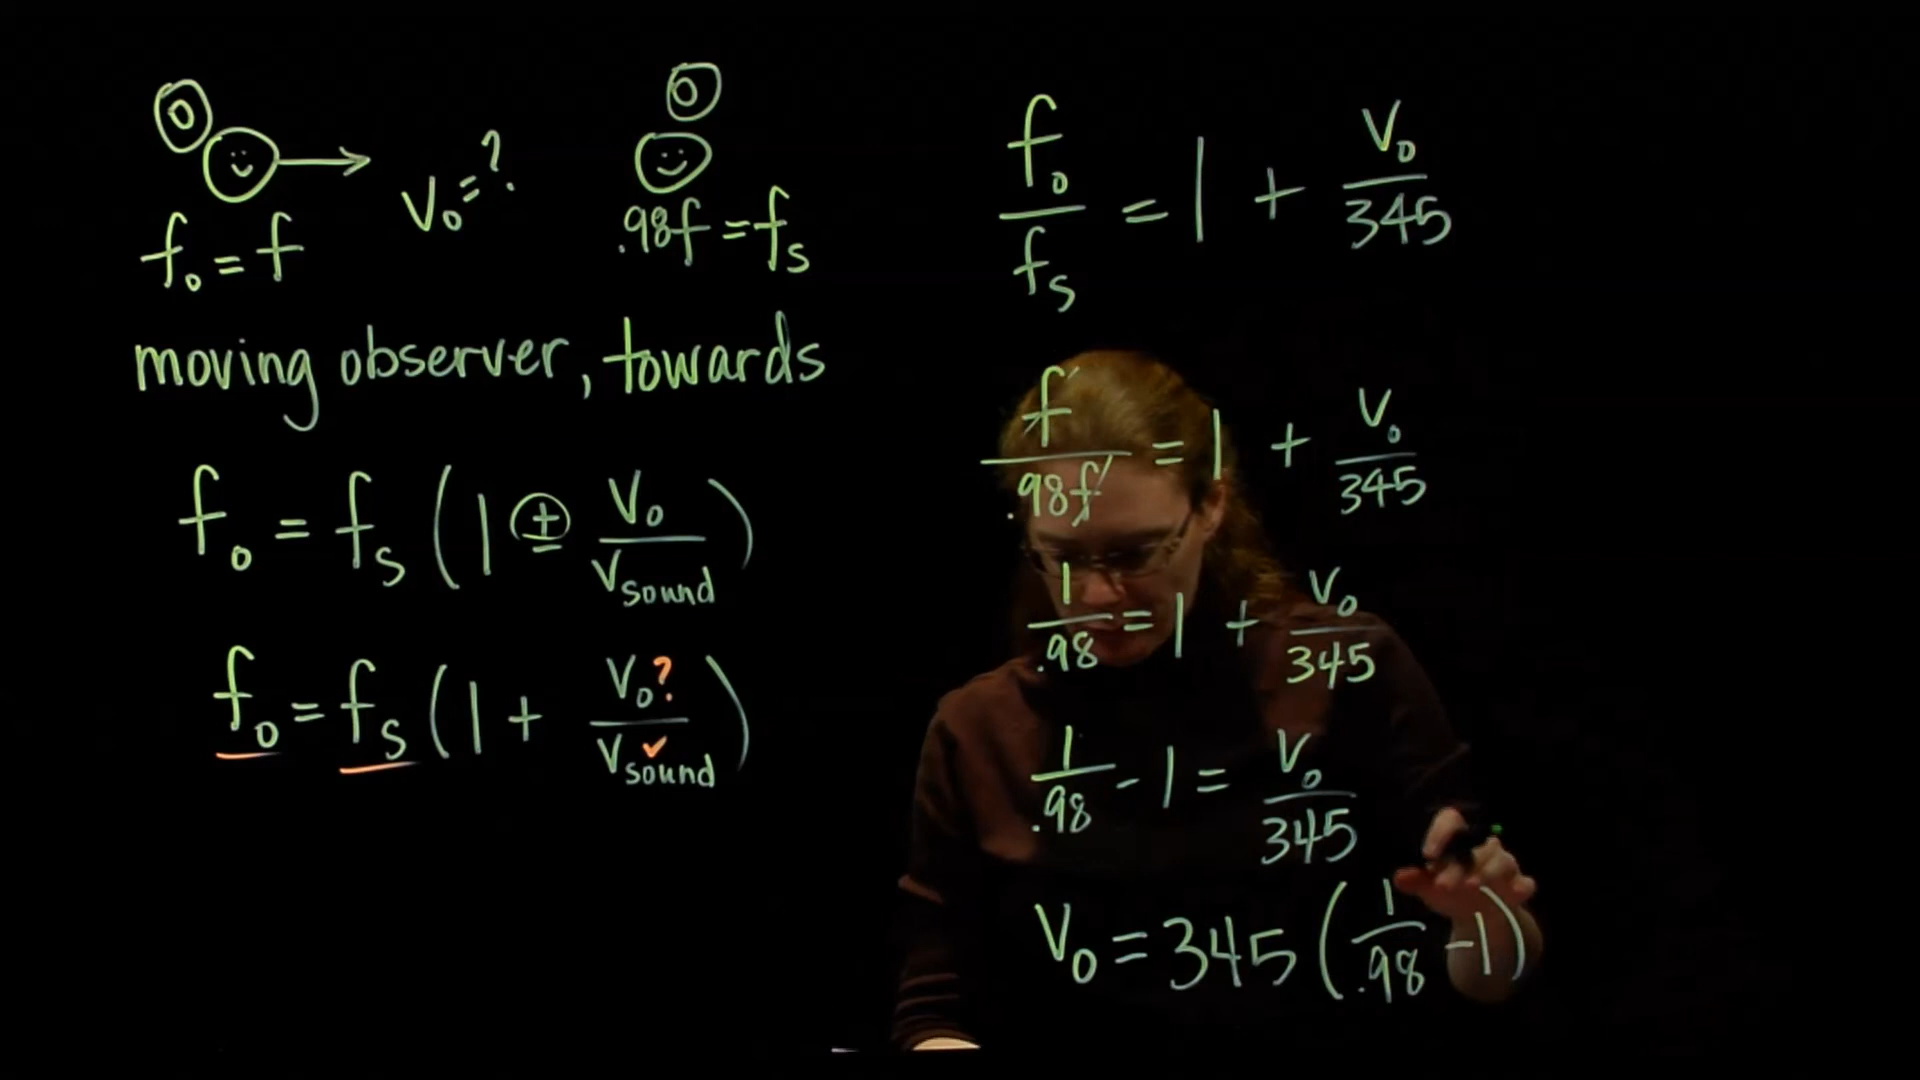 f₀ = f
v₀ = ?
.98f = fₛ
moving observer, towards
f₀ = fₛ (1 ± v₀/v_sound)
f₀ = fₛ (1 + v₀?/v_sound ✓)
f₀/fₛ = 1 + v₀/345
f/.98f = 1 + v₀/345
1/.98 = 1 + v₀/345
1/.98 - 1 = v₀/345
v₀ = 345 (1/.98 - 1)